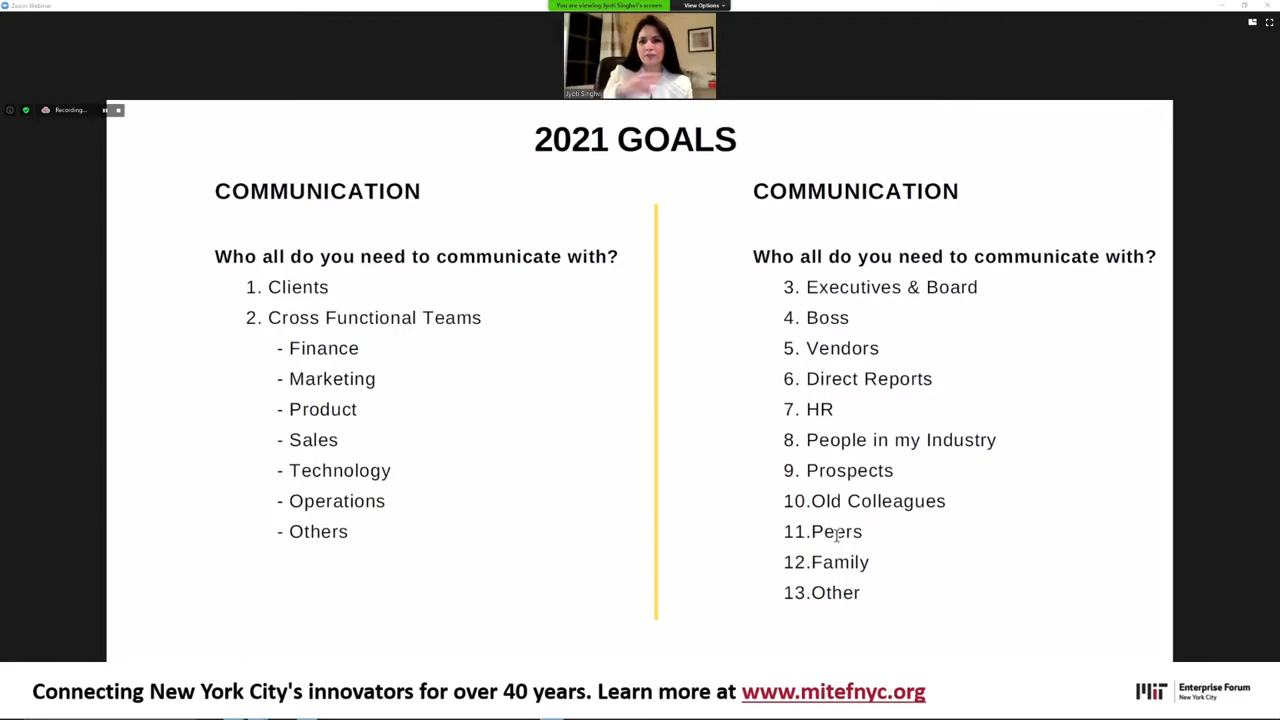 Zoom Webinar
You are viewing Jyoti Singhvi's screen
View Options
Jyoti Singhvi
Recording...
2021 GOALS
COMMUNICATION
Who all do you need to communicate with?
1. Clients
2. Cross Functional Teams
- Finance
- Marketing
- Product
- Sales
- Technology
- Operations
- Others
COMMUNICATION
Who all do you need to communicate with?
3. Executives & Board
4. Boss
5. Vendors
6. Direct Reports
7. HR
8. People in my Industry
9. Prospects
10.Old Colleagues
11.Peers
12.Family
13.Other
Connecting New York City's innovators for over 40 years. Learn more at www.mitefnyc.org
MIT Enterprise Forum
New York City